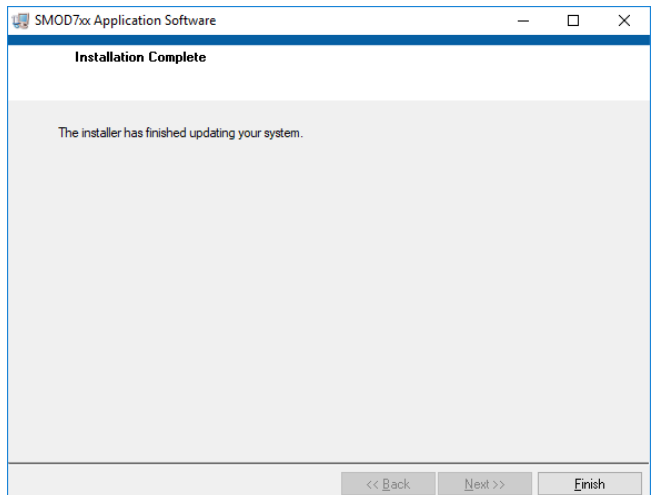 SMOD7xx Application Software
Installation Complete
The installer has finished updating your system.
<< Back Next >> Finish